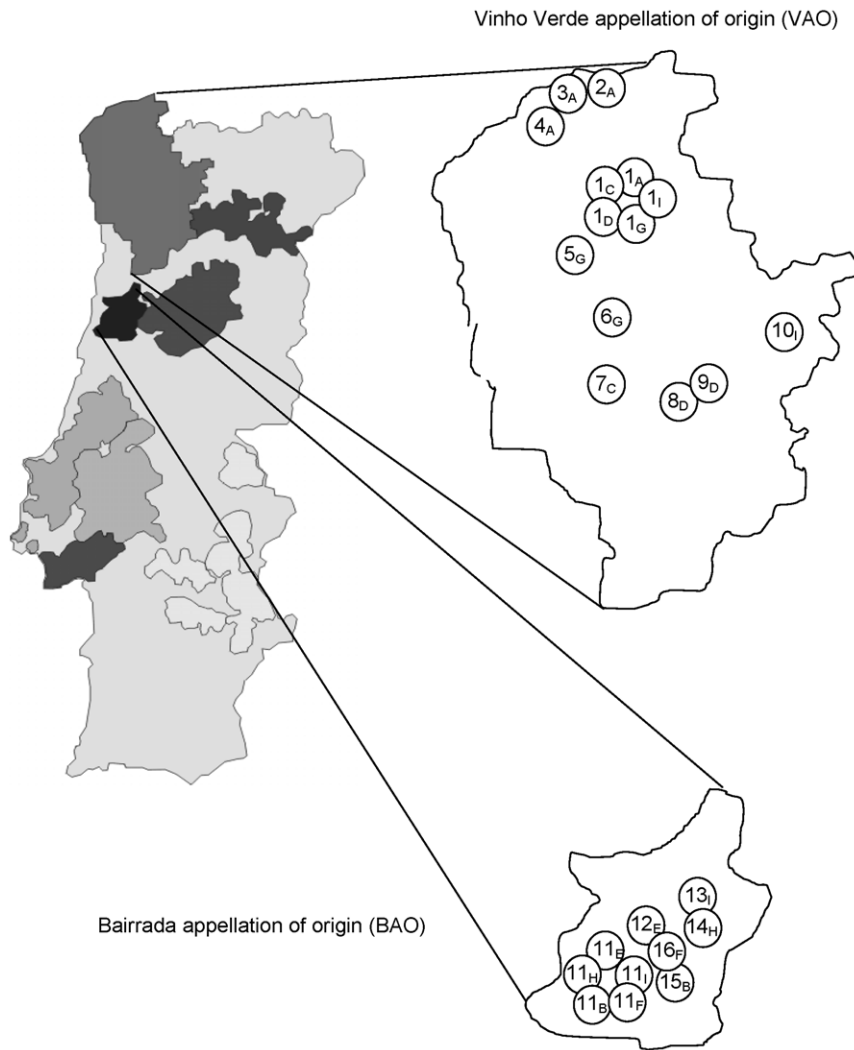 Vinho Verde appellation of origin (VAO)
2A
3A
4A
1A
1C
1I
1D
1G
5G
6G
10I
7C
9D
8D
Bairrada appellation of origin (BAO)
13I
12E
14H
11E
16F
11H
11I
15B
11B
11F